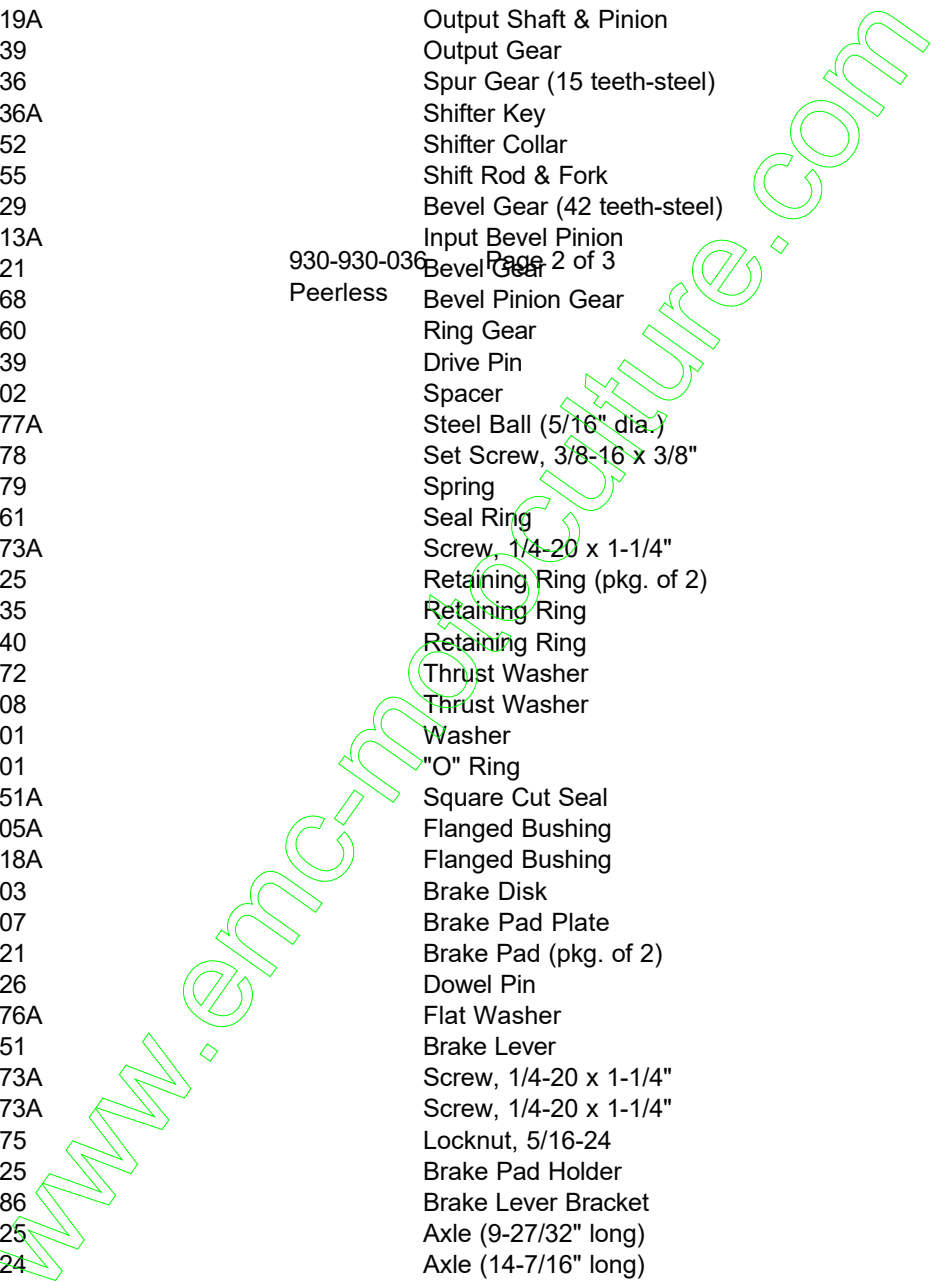 19A Output Shaft & Pinion
39 Output Gear
36 Spur Gear (15 teeth-steel)
36A Shifter Key
52 Shifter Collar
55 Shift Rod & Fork
29 Bevel Gear (42 teeth-steel)
13A Input Bevel Pinion
21 Bevel Gear
930-930-036 Page 2 of 3
Peerless
68 Bevel Pinion Gear
60 Ring Gear
39 Drive Pin
02 Spacer
77A Steel Ball (5/16" dia.)
78 Set Screw, 3/8-16 x 3/8"
79 Spring
61 Seal Ring
73A Screw, 1/4-20 x 1-1/4"
25 Retaining Ring (pkg. of 2)
35 Retaining Ring
40 Retaining Ring
72 Thrust Washer
08 Thrust Washer
01 Washer
01 "O" Ring
51A Square Cut Seal
05A Flanged Bushing
18A Flanged Bushing
03 Brake Disk
07 Brake Pad Plate
21 Brake Pad (pkg. of 2)
26 Dowel Pin
76A Flat Washer
51 Brake Lever
73A Screw, 1/4-20 x 1-1/4"
73A Screw, 1/4-20 x 1-1/4"
75 Locknut, 5/16-24
25 Brake Pad Holder
86 Brake Lever Bracket
25 Axle (9-27/32" long)
24 Axle (14-7/16" long)
www.emc-motoculture.com